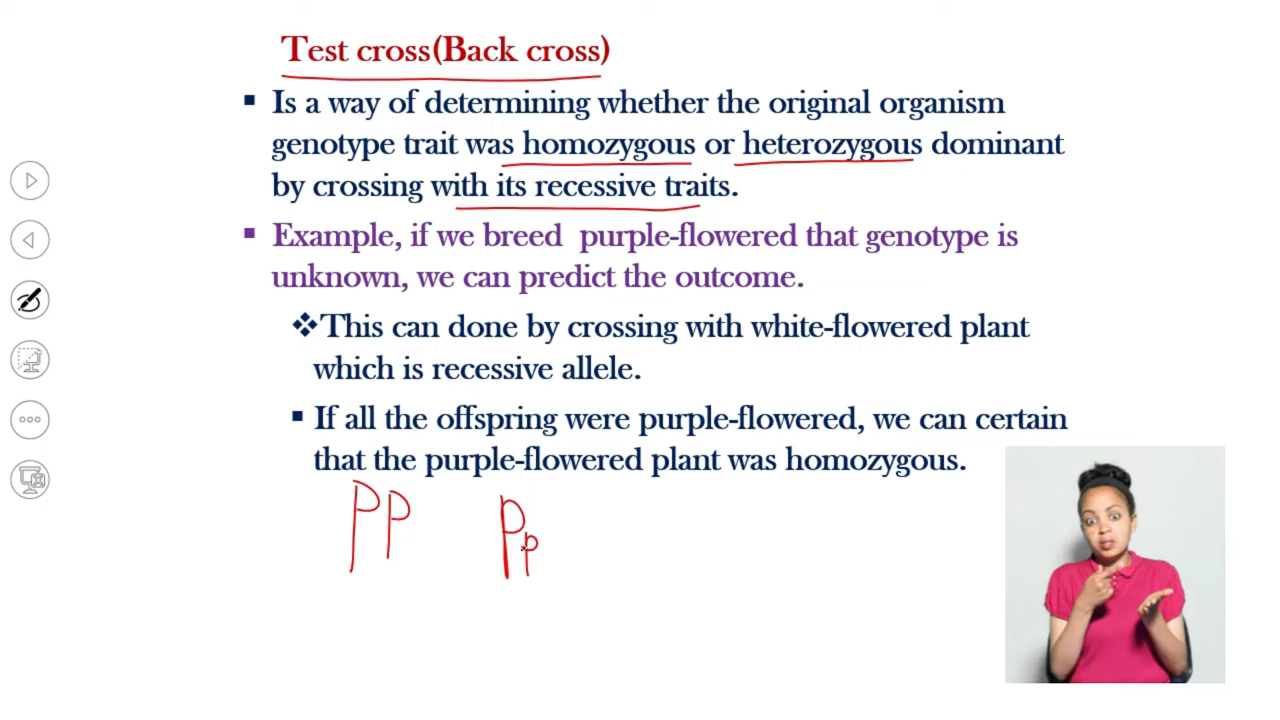 Test cross(Back cross)
▪ Is a way of determining whether the original organism
genotype trait was homozygous or heterozygous dominant
by crossing with its recessive traits.
▪ Example, if we breed purple-flowered that genotype is
unknown, we can predict the outcome.
❖This can done by crossing with white-flowered plant
which is recessive allele.
▪ If all the offspring were purple-flowered, we can certain
that the purple-flowered plant was homozygous.
PP Pp